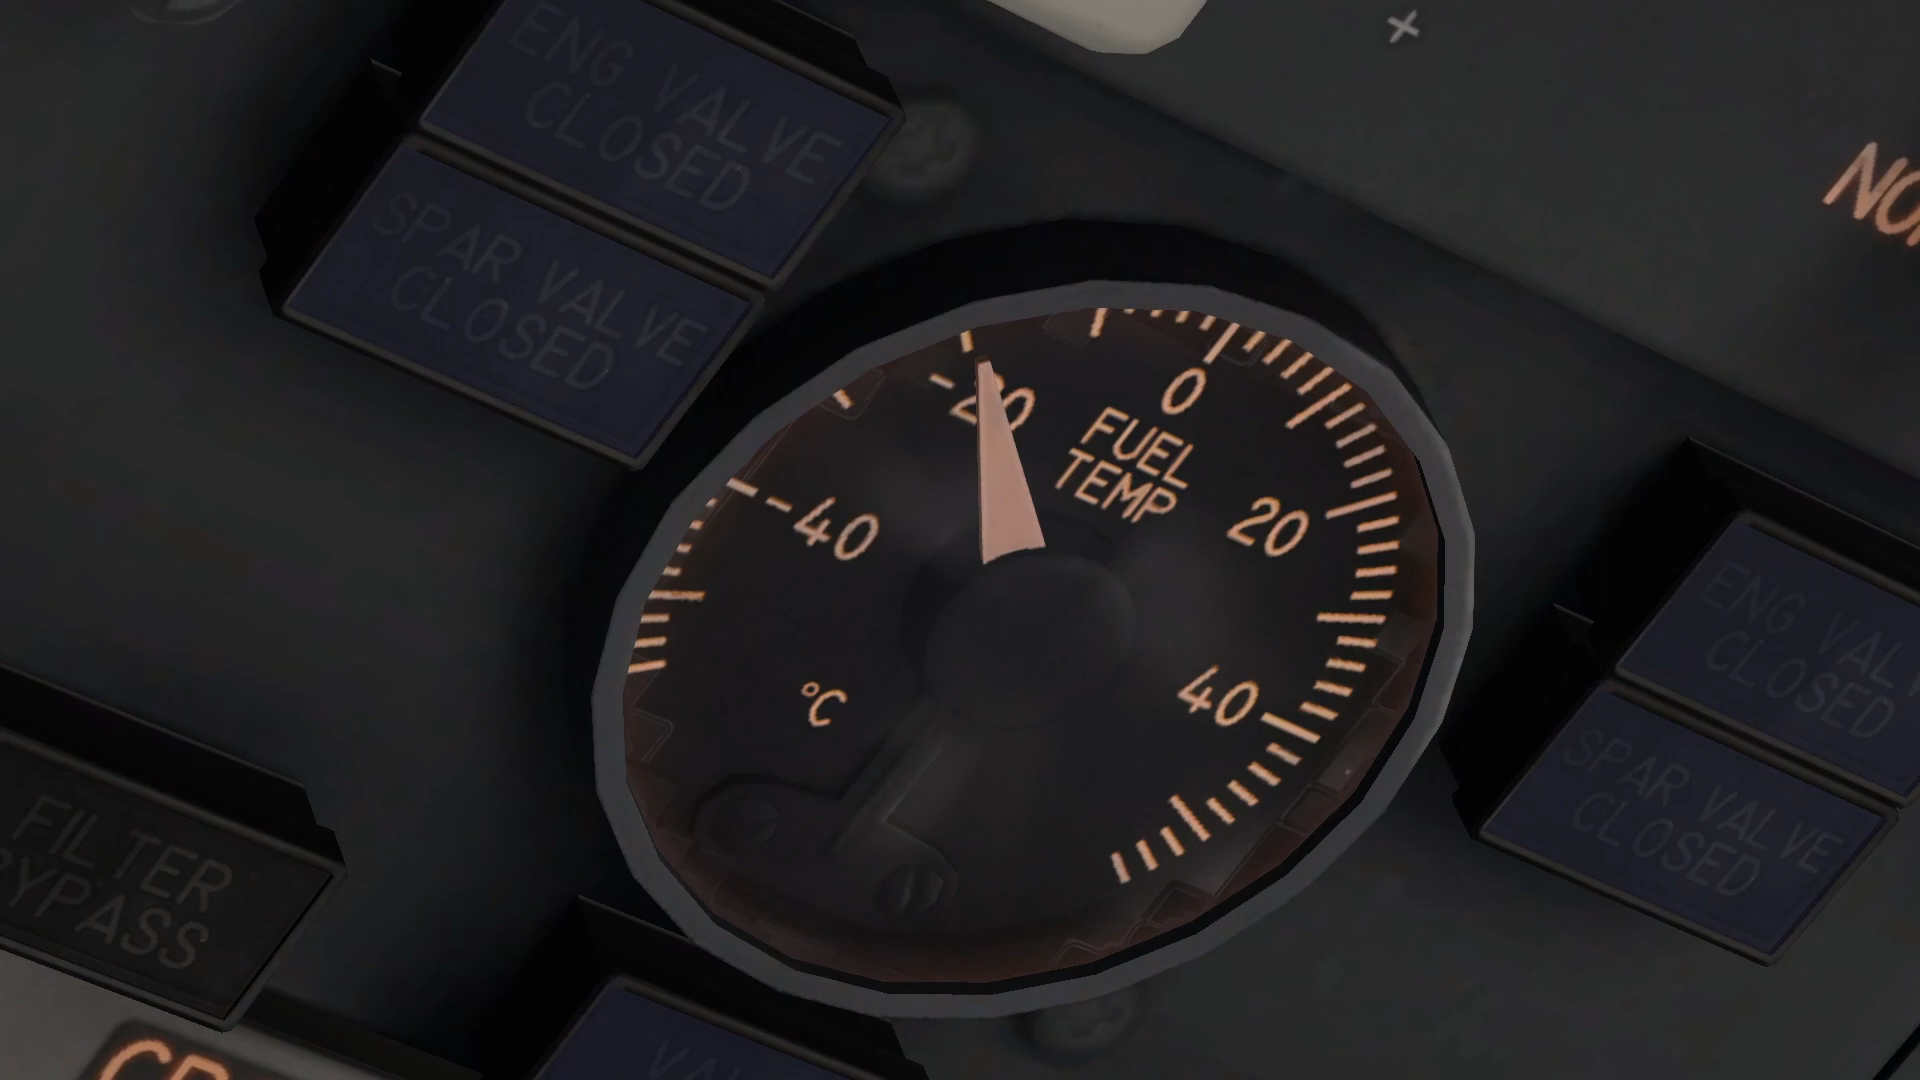 ENG VALVE
CLOSED
SPAR VALVE
CLOSED
-20
0
FUEL
TEMP
-40
20
40
°C
ENG VAL
CLOSED
SPAR VALVE
CLOSED
FILTER
BYPASS